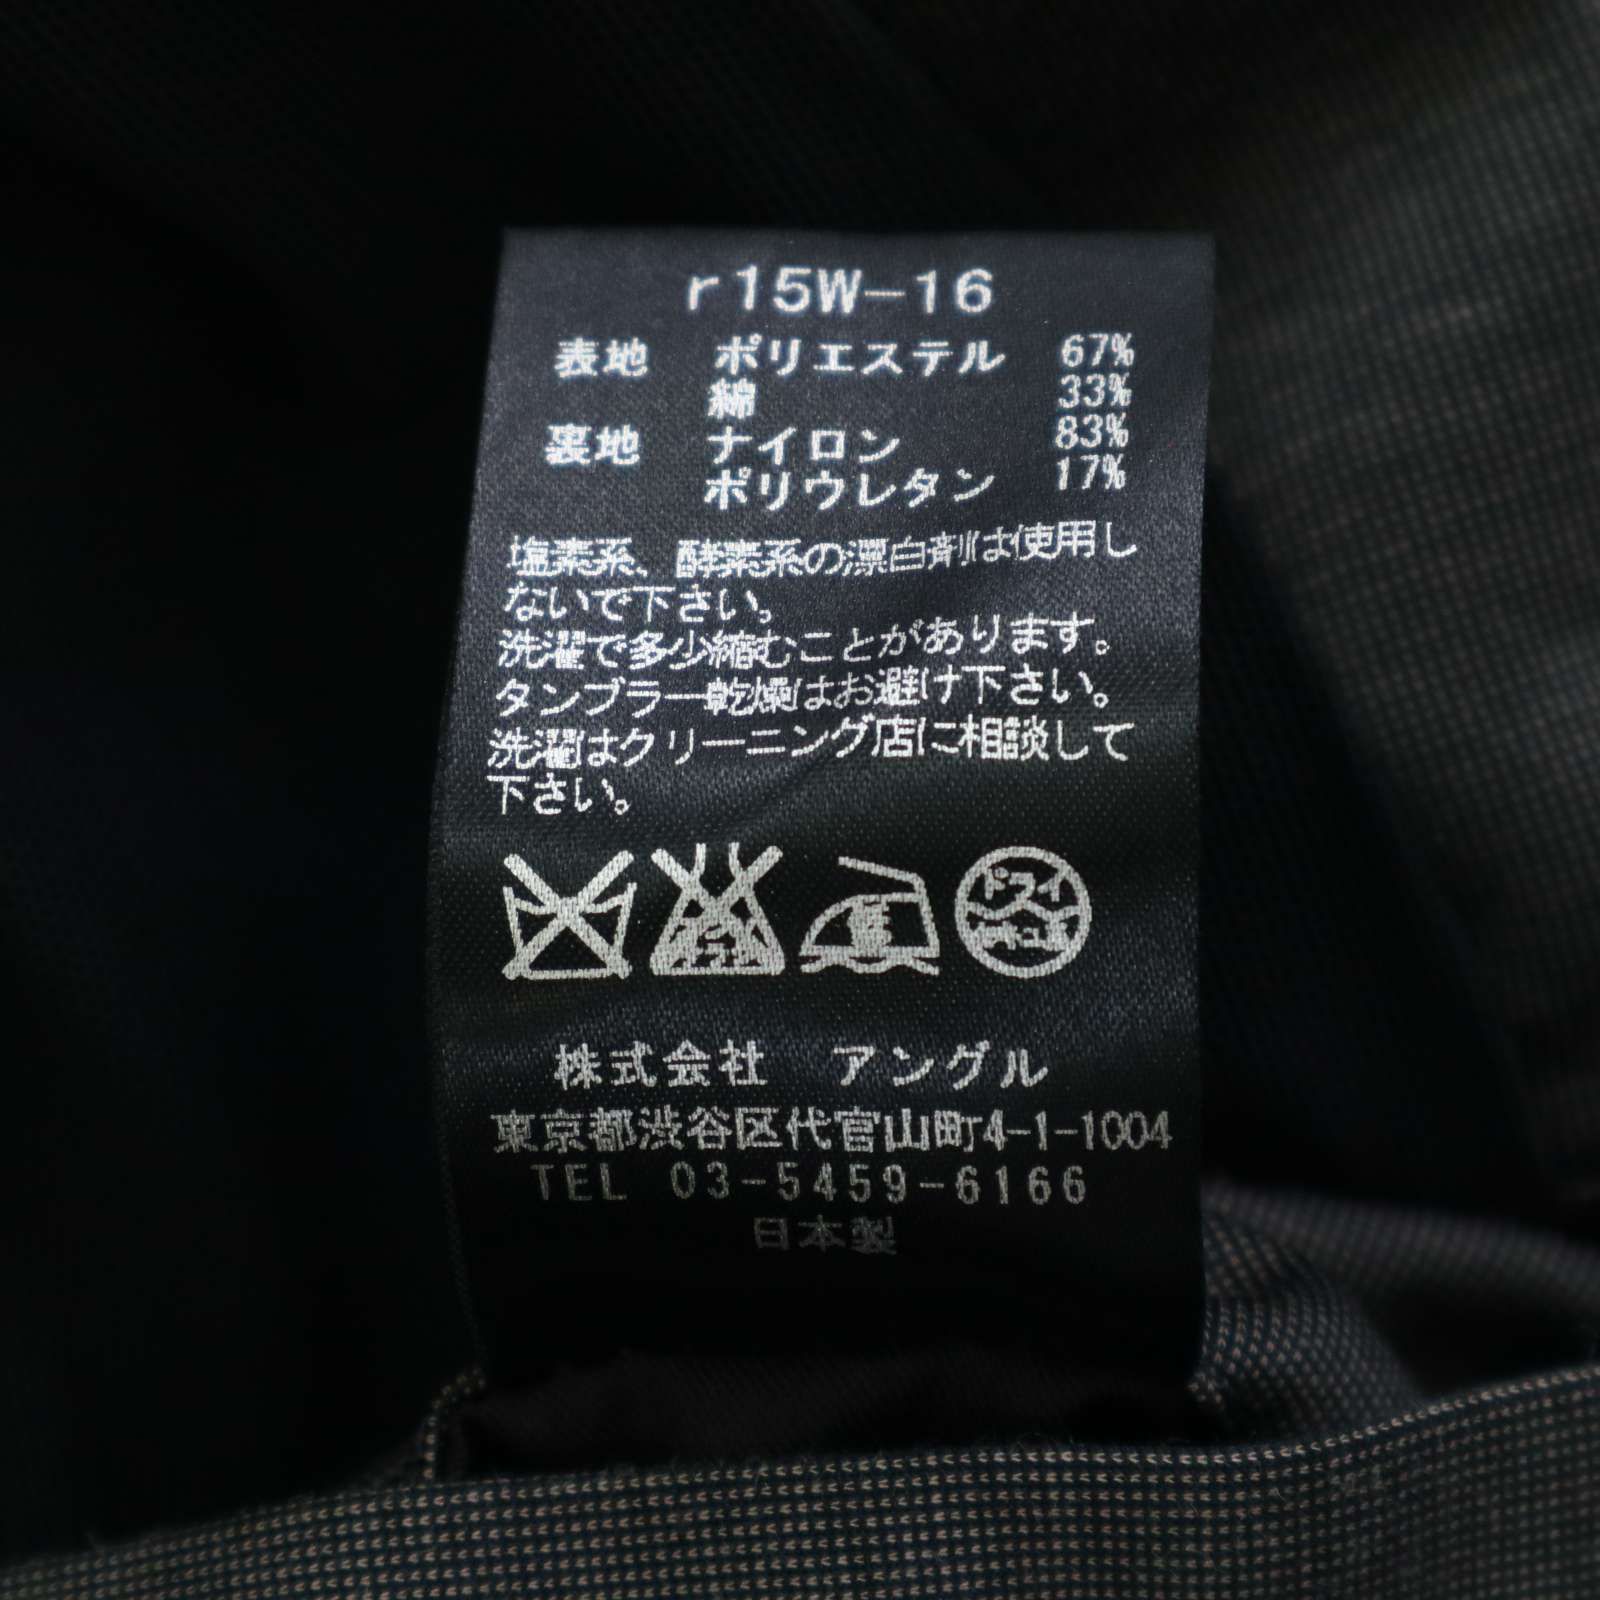 r15W-16
表地 ポリエステル 67%
綿 33%
裏地 ナイロン 83%
ポリウレタン 17%
塩素系、酵素系の漂白剤は使用し
ないで下さい。
洗濯で多少縮むことがあります。
タンブラー乾燥はお避け下さい。
洗濯はクリーニング店に相談して
下さい。
ドライ
株式会社 アングル
東京都渋谷区代官山町4-1-1004
TEL 03-5459-6166
日本製